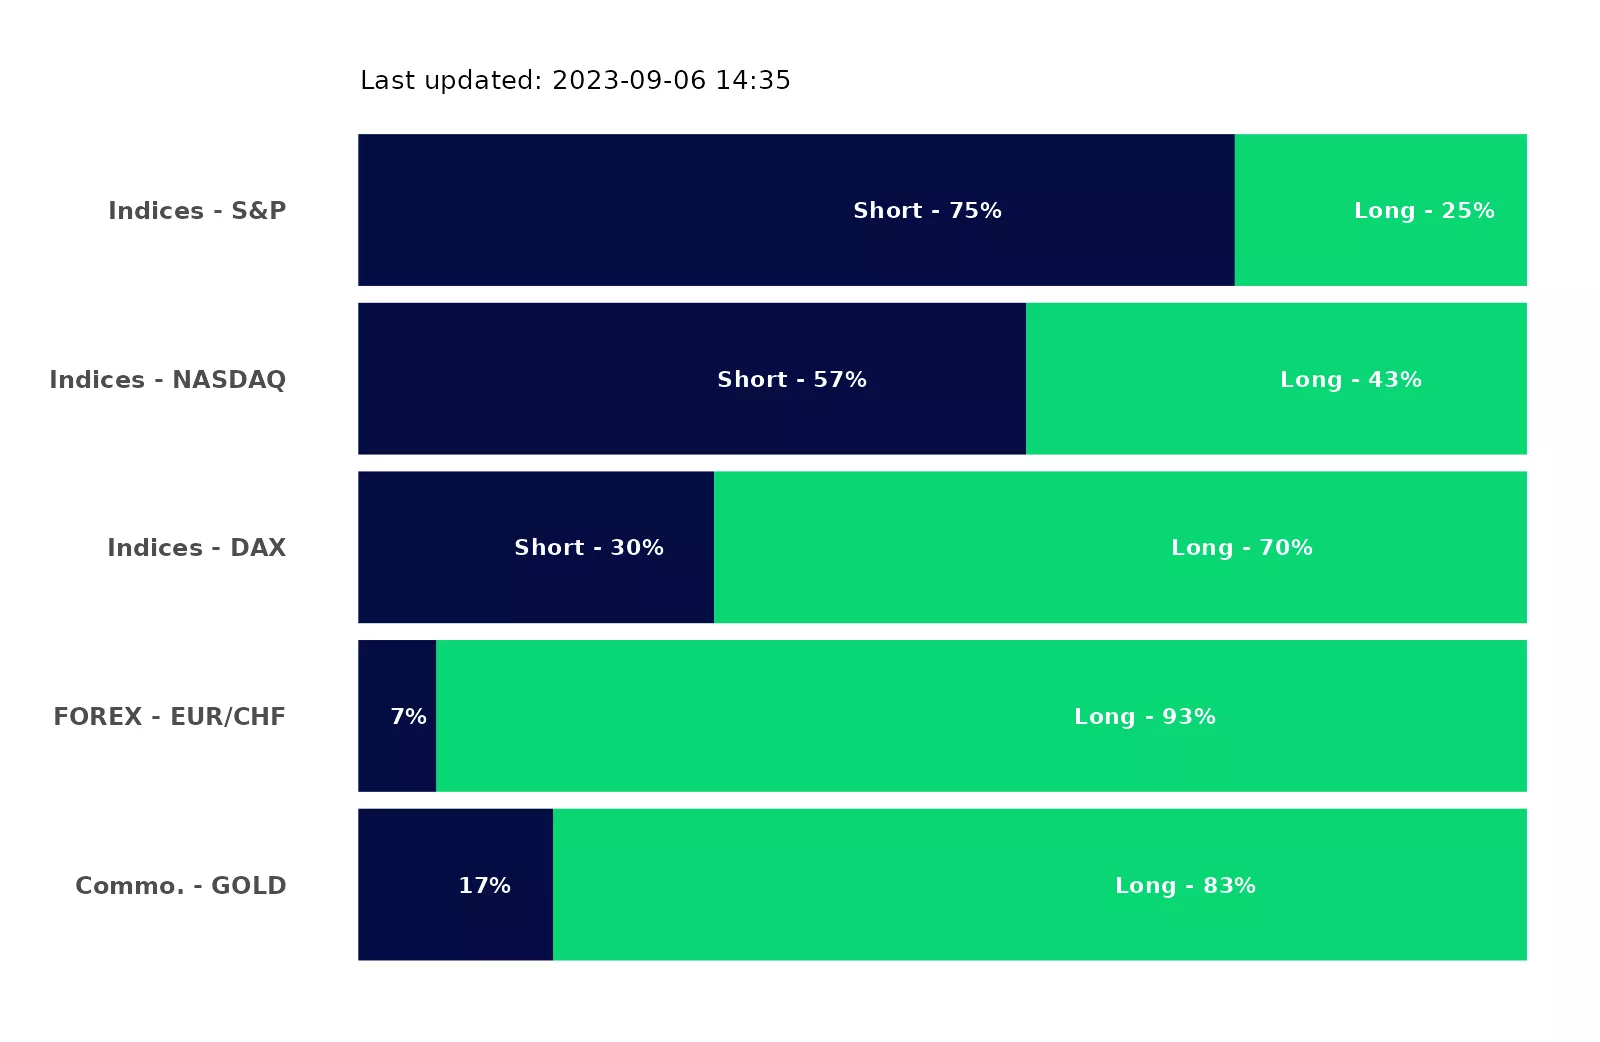 Last updated: 2023-09-06 14:35
Indices - S&P Short - 75% Long - 25%
Indices - NASDAQ Short - 57% Long - 43%
Indices - DAX Short - 30% Long - 70%
FOREX - EUR/CHF 7% Long - 93%
Commo. - GOLD 17% Long - 83%